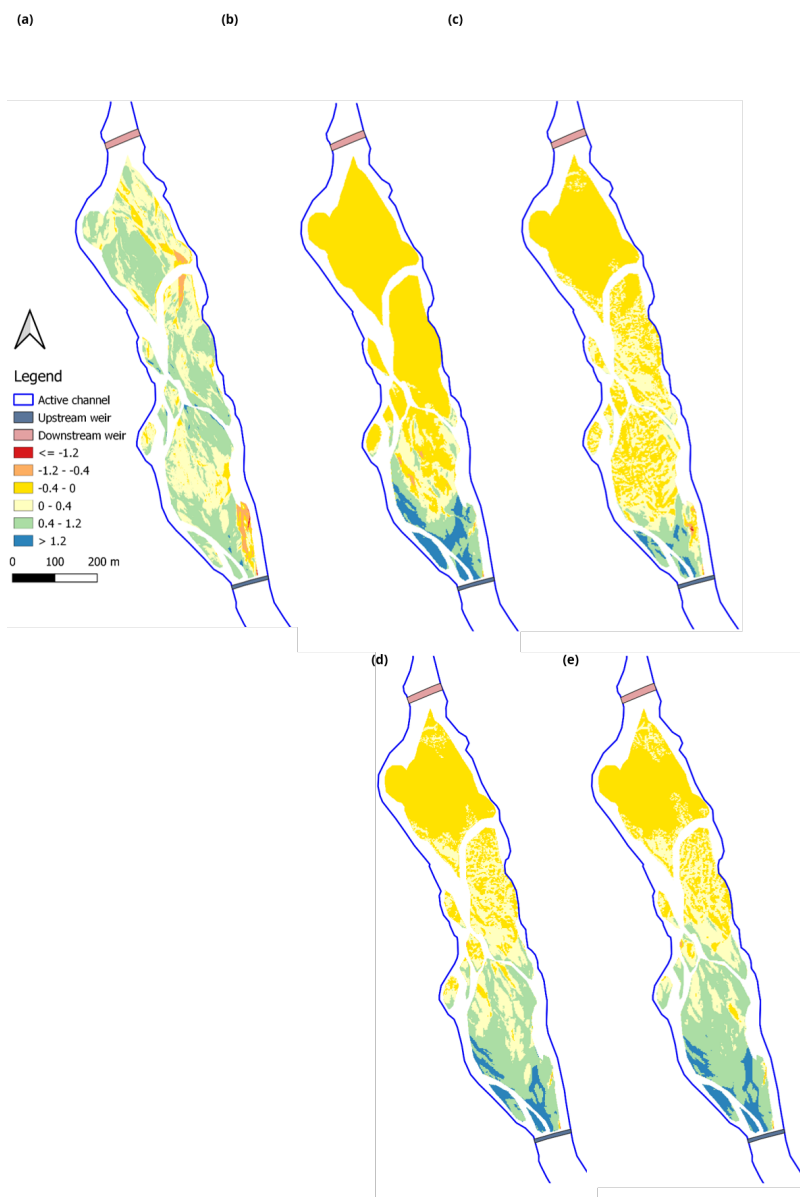 (a) (b) (c)
Legend
Active channel
Upstream weir
Downstream weir
<= -1.2
-1.2 - -0.4
-0.4 - 0
0 - 0.4
0.4 - 1.2
> 1.2
0 100 200 m
(d) (e)